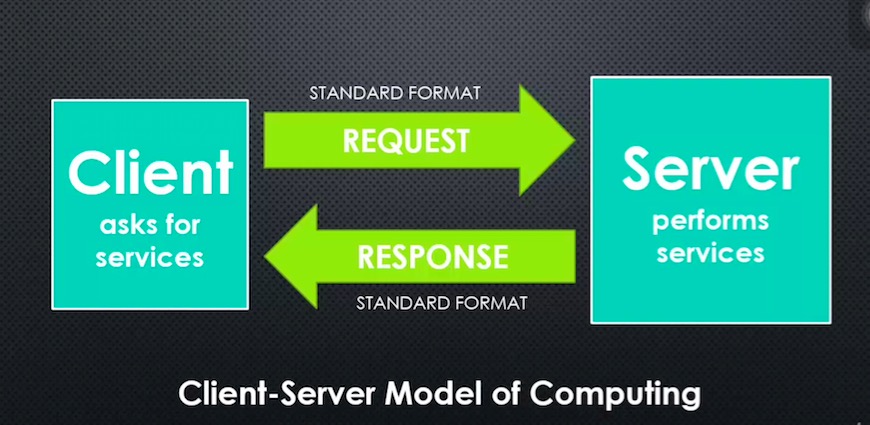 STANDARD FORMAT
REQUEST
Client
asks for
services
Server
performs
services
RESPONSE
STANDARD FORMAT
Client-Server Model of Computing